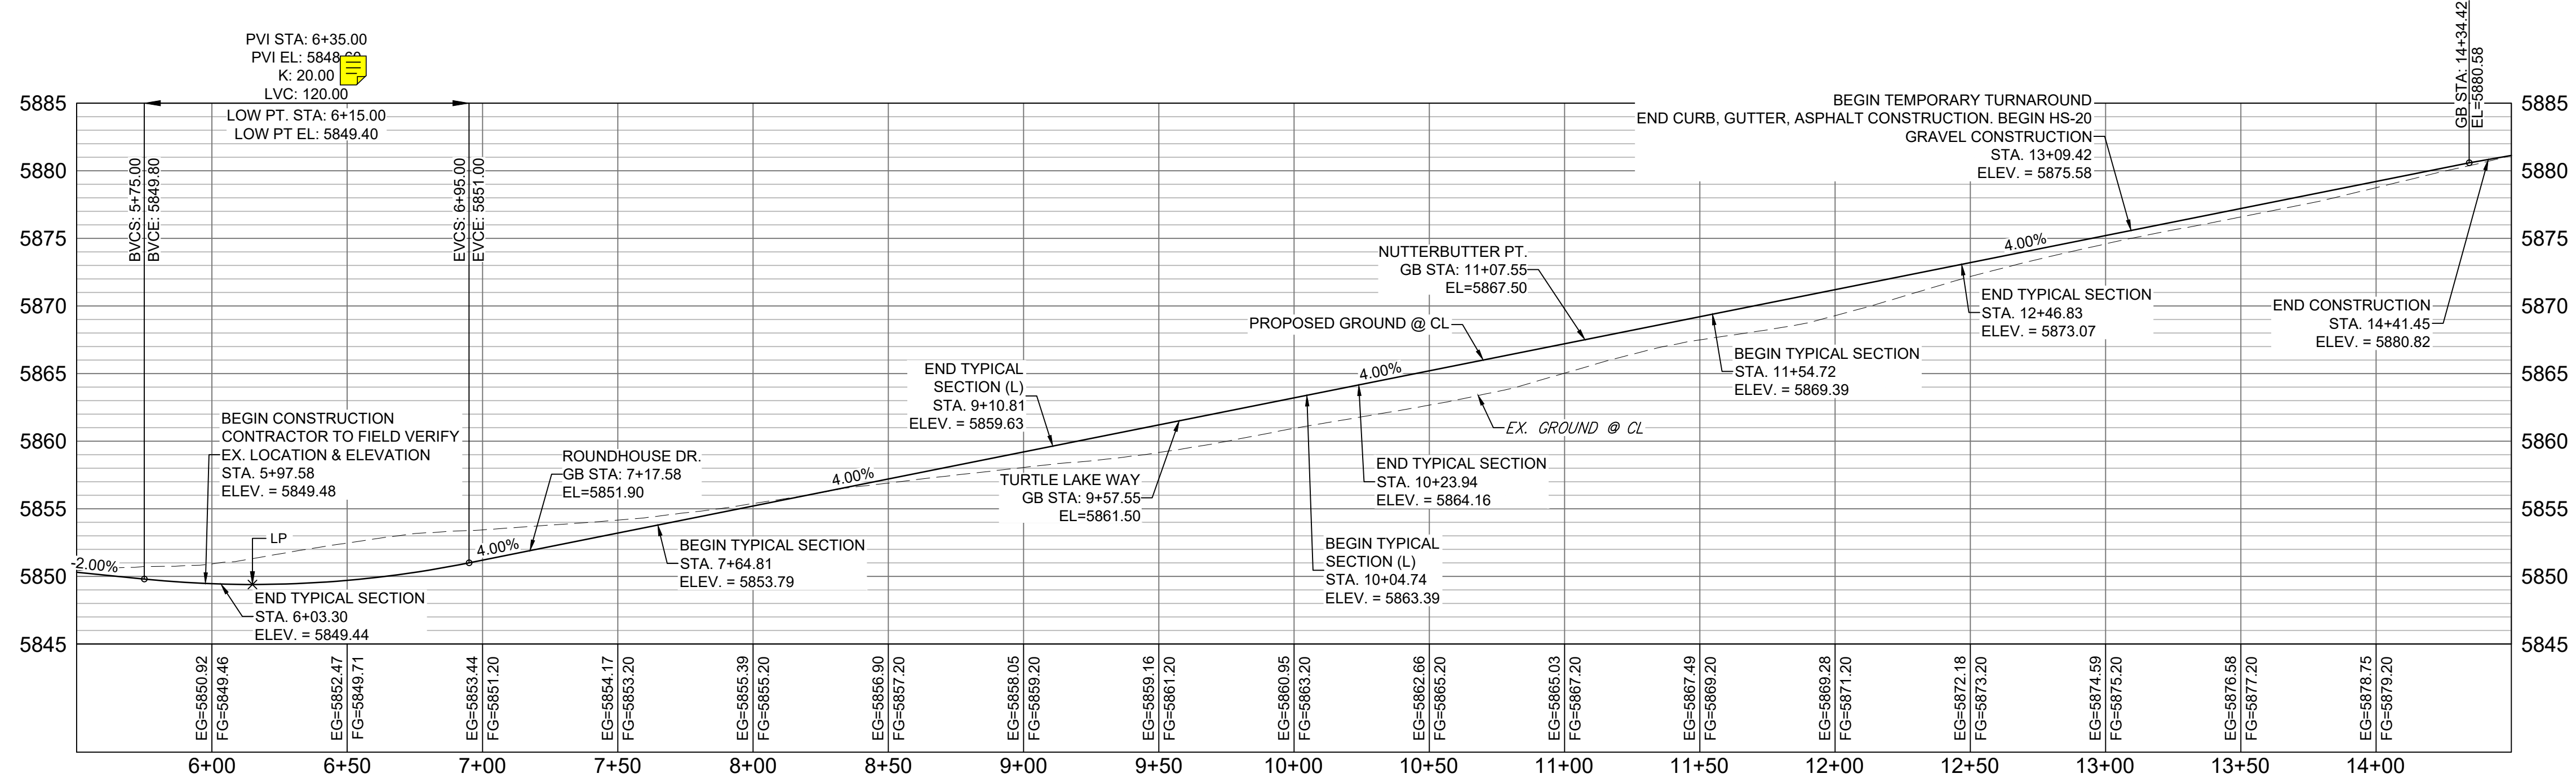 PVI STA: 6+35.00
PVI EL: 5848.60
K: 20.00
LVC: 120.00
LOW PT. STA: 6+15.00
LOW PT EL: 5849.40
BVCS: 5+75.00
BVCE: 5849.80
EVCS: 6+95.00
EVCE: 5851.00
GB STA: 14+34.42
EL=5880.58
BEGIN TEMPORARY TURNAROUND
END CURB, GUTTER, ASPHALT CONSTRUCTION. BEGIN HS-20
GRAVEL CONSTRUCTION
STA. 13+09.42
ELEV. = 5875.58
5885
5880
5875
5870
5865
5860
5855
5850
5845
5885
5880
5875
5870
5865
5860
5855
5850
5845
-2.00%
BEGIN CONSTRUCTION
CONTRACTOR TO FIELD VERIFY
EX. LOCATION & ELEVATION
STA. 5+97.58
ELEV. = 5849.48
LP
END TYPICAL SECTION
STA. 6+03.30
ELEV. = 5849.44
4.00%
ROUNDHOUSE DR.
GB STA: 7+17.58
EL=5851.90
BEGIN TYPICAL SECTION
STA. 7+64.81
ELEV. = 5853.79
4.00%
END TYPICAL
SECTION (L)
STA. 9+10.81
ELEV. = 5859.63
TURTLE LAKE WAY
GB STA: 9+57.55
EL=5861.50
BEGIN TYPICAL
SECTION (L)
STA. 10+04.74
ELEV. = 5863.39
END TYPICAL SECTION
STA. 10+23.94
ELEV. = 5864.16
4.00%
PROPOSED GROUND @ CL
EX. GROUND @ CL
NUTTERBUTTER PT.
GB STA: 11+07.55
EL=5867.50
BEGIN TYPICAL SECTION
STA. 11+54.72
ELEV. = 5869.39
4.00%
END TYPICAL SECTION
STA. 12+46.83
ELEV. = 5873.07
END CONSTRUCTION
STA. 14+41.45
ELEV. = 5880.82
EG=5850.92
FG=5849.46
EG=5852.47
FG=5849.71
EG=5853.44
FG=5851.20
EG=5854.17
FG=5853.20
EG=5855.39
FG=5855.20
EG=5856.90
FG=5857.20
EG=5858.05
FG=5859.20
EG=5859.16
FG=5861.20
EG=5860.95
FG=5863.20
EG=5862.66
FG=5865.20
EG=5865.03
FG=5867.20
EG=5867.49
FG=5869.20
EG=5869.28
FG=5871.20
EG=5872.18
FG=5873.20
EG=5874.59
FG=5875.20
EG=5876.58
FG=5877.20
EG=5878.75
FG=5879.20
6+00
6+50
7+00
7+50
8+00
8+50
9+00
9+50
10+00
10+50
11+00
11+50
12+00
12+50
13+00
13+50
14+00